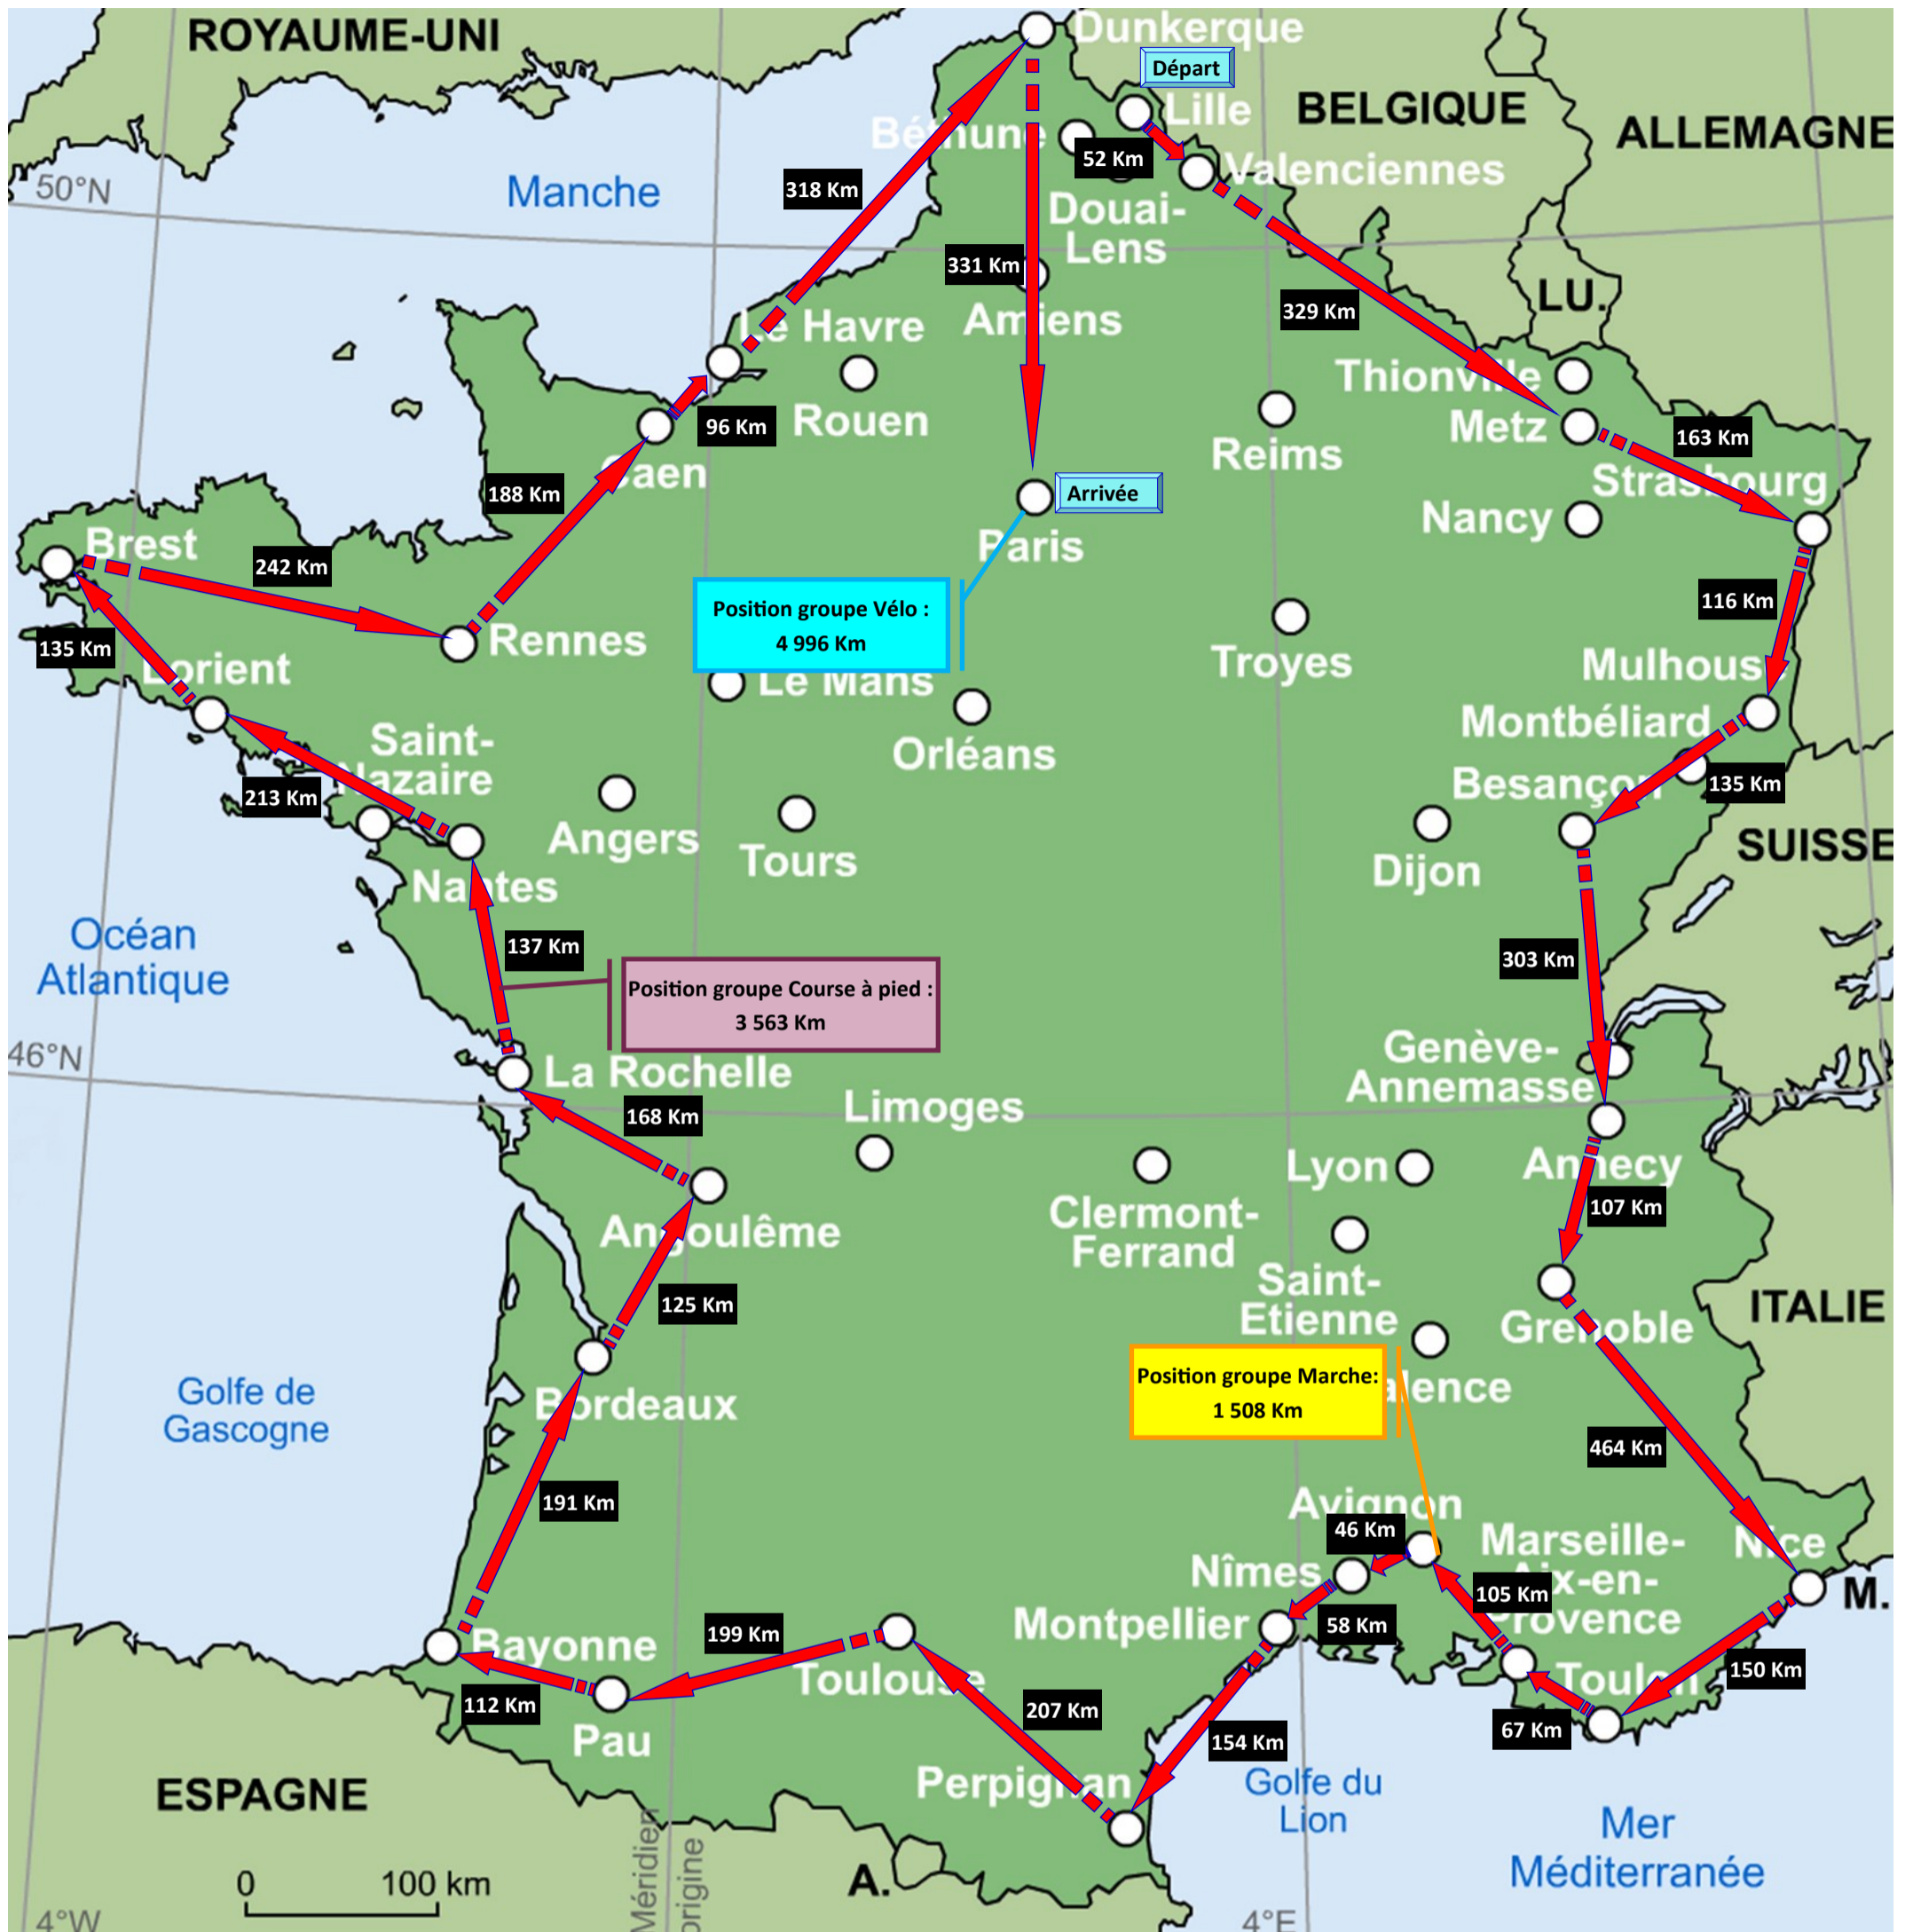 ROYAUME-UNI
Dunkerque
Départ
Lille
BELGIQUE
ALLEMAGNE
Béthune
52 Km
Valenciennes
Manche
50°N
318 Km
Douai-
Lens
331 Km
Amiens
329 Km
LU.
Le Havre
Rouen
96 Km
Caen
188 Km
Thionville
Metz
163 Km
Reims
Strasbourg
Arrivée
Paris
Nancy
Brest
242 Km
116 Km
Position groupe Vélo :
4 996 Km
Rennes
135 Km
Lorient
Le Mans
Orléans
Troyes
Mulhouse
Montbéliard
Saint-
Nazaire
213 Km
Besançon
135 Km
Angers
Tours
Dijon
SUISSE
Nantes
Océan
Atlantique
137 Km
303 Km
Position groupe Course à pied :
3 563 Km
46°N
La Rochelle
Genève-
Annemasse
168 Km
Limoges
Lyon
Annecy
107 Km
Angoulême
Clermont-
Ferrand
Saint-
Etienne
125 Km
Grenoble
ITALIE
Golfe de
Gascogne
Bordeaux
Position groupe Marche:
1 508 Km
alence
464 Km
191 Km
Avignon
46 Km
Marseille-
Aix-en-
Provence
Nice
M.
Nîmes
105 Km
58 Km
Montpellier
199 Km
Bayonne
Toulouse
Toulon
150 Km
112 Km
Pau
207 Km
154 Km
67 Km
Perpignan
Golfe du
Lion
ESPAGNE
Mer
Méditerranée
A.
0 100 km
Méridien
origine
4°W
4°E